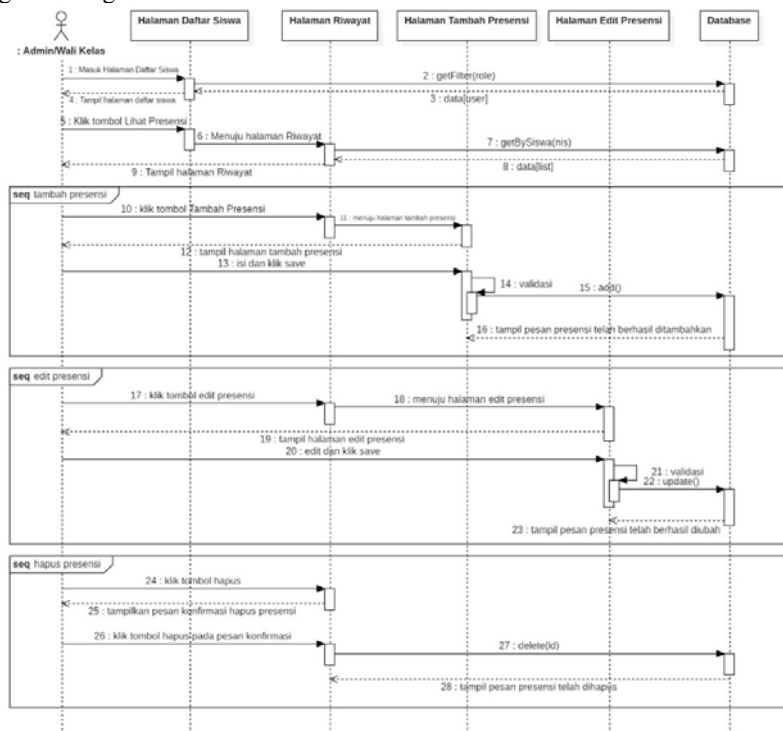 Halaman Daftar Siswa
Halaman Riwayat
Halaman Tambah Presensi
Halaman Edit Presensi
Database
: Admin/Wali Kelas
1 : Masuk Halaman Daftar Siswa
2 : getFilter(role)
3 : data[user]
4 : Tampil halaman daftar siswa
5 : Klik tombol Lihat Presensi
6 : Menuju halaman Riwayat
7 : getBySiswa(nis)
8 : data[list]
9 : Tampil halaman Riwayat
seq tambah presensi
10 : klik tombol Tambah Presensi
11 : menuju halaman tambah presensi
12 : tampil halaman tambah presensi
13 : isi dan klik save
14 : validasi
15 : add()
16 : tampil pesan presensi telah berhasil ditambahkan
seq edit presensi
17 : klik tombol edit presensi
18 : menuju halaman edit presensi
19 : tampil halaman edit presensi
20 : edit dan klik save
21 : validasi
22 : update()
23 : tampil pesan presensi telah berhasil diubah
seq hapus presensi
24 : klik tombol hapus
25 : tampilkan pesan konfirmasi hapus presensi
26 : klik tombol hapus pada pesan konfirmasi
27 : delete(id)
28 : tampil pesan presensi telah dihapus